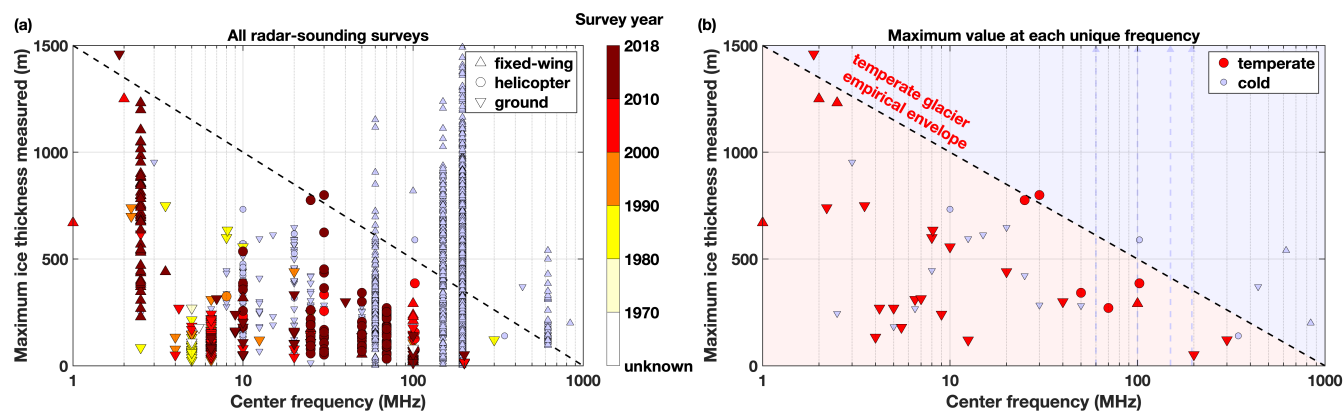 (a)
All radar-sounding surveys
Maximum ice thickness measured (m)
1500
1000
500
0
fixed-wing
helicopter
ground
1
10
100
1000
Center frequency (MHz)
Survey year
2018
2010
2000
1990
1980
1970
unknown
(b)
Maximum value at each unique frequency
Maximum ice thickness measured (m)
1500
1000
500
0
temperate glacier
empirical envelope
temperate
cold
1
10
100
1000
Center frequency (MHz)